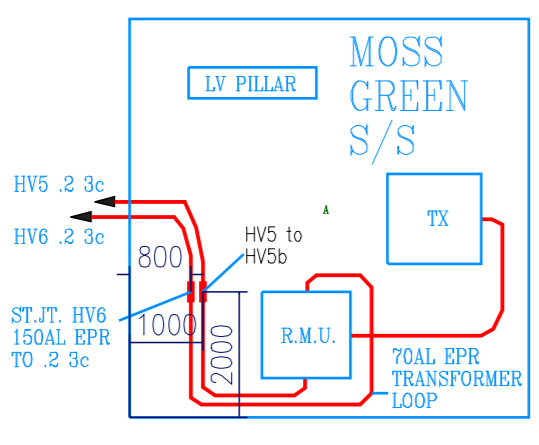 MOSS
GREEN
S/S
LV PILLAR
HV5 .2 3c
HV6 .2 3c
A
TX
HV5 to
HV5b
800
ST.JT. HV6
150AL EPR
TO .2 3c
1000
2000
R.M.U.
70AL EPR
TRANSFORMER
LOOP